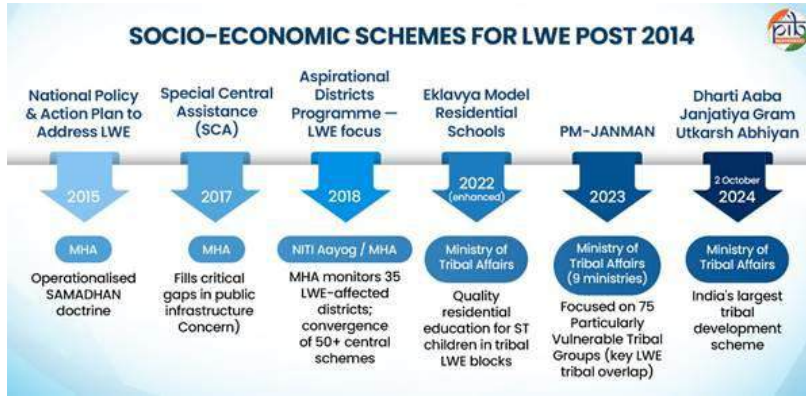 pib
SOCIO-ECONOMIC SCHEMES FOR LWE POST 2014
National Policy
& Action Plan to
Address LWE
2015
MHA
Operationalised
SAMADHAN
doctrine
Special Central
Assistance
(SCA)
2017
MHA
Fills critical
gaps in public
infrastructure
Concern)
Aspirational
Districts
Programme —
LWE focus
2018
NITI Aayog / MHA
MHA monitors 35
LWE-affected
districts;
convergence
of 50+ central
schemes
Eklavya Model
Residential
Schools
2022
(enhanced)
Ministry of
Tribal Affairs
Quality
residential
education for ST
children in tribal
LWE blocks
PM-JANMAN
2023
Ministry of
Tribal Affairs
(9 ministries)
Focused on 75
Particularly
Vulnerable Tribal
Groups (key LWE
tribal overlap)
Dharti Aaba
Janjatiya Gram
Utkarsh Abhiyan
2 October
2024
Ministry of
Tribal Affairs
India's largest
tribal
development
scheme